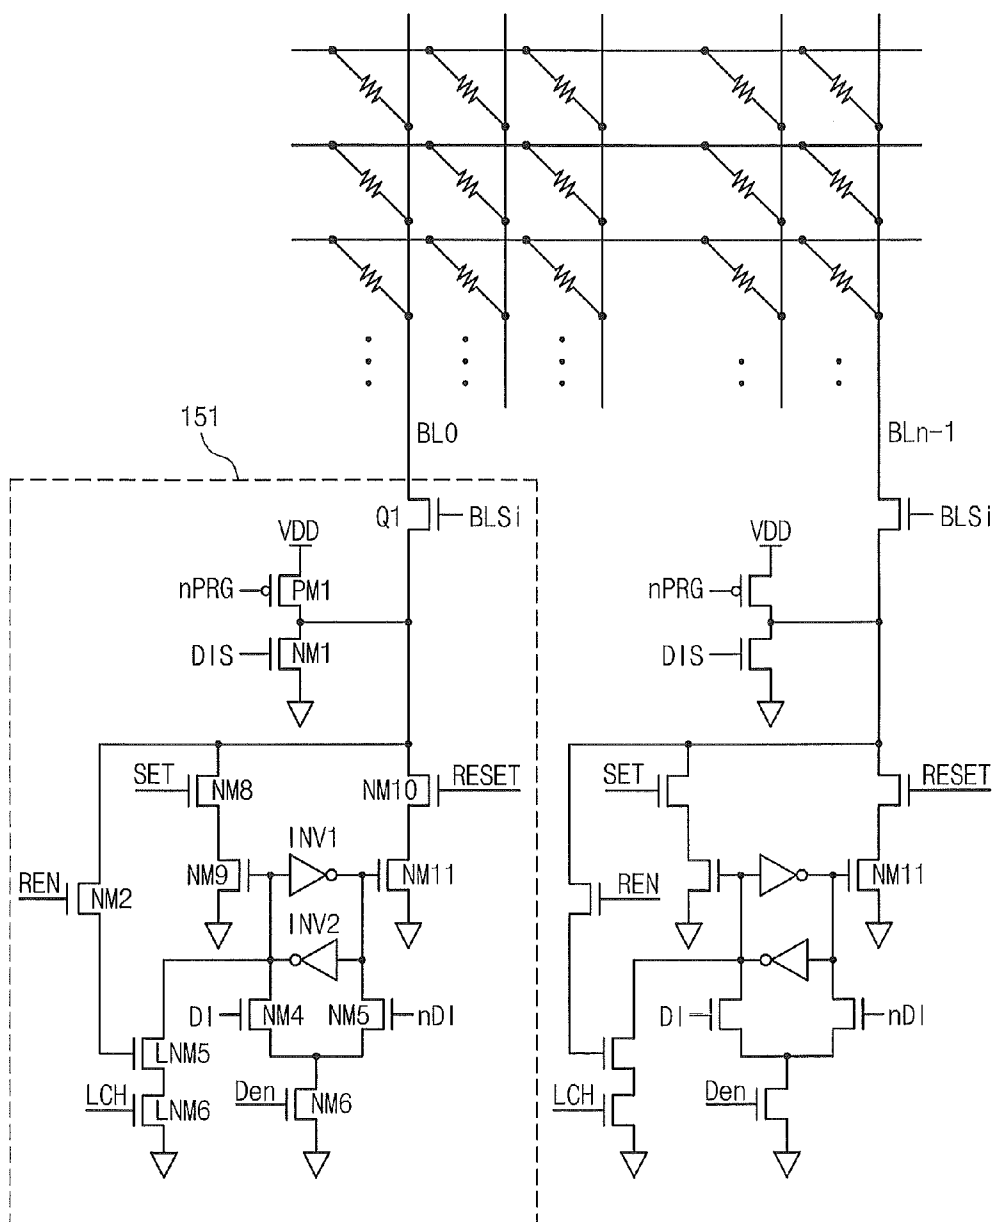 151
BL0
BLn-1
Q1
BLSi
BLSi
VDD
VDD
nPRG
PM1
nPRG
DIS
NM1
DIS
SET
NM8
NM10
RESET
SET
RESET
INV1
NM9
NM11
NM11
REN
NM2
REN
INV2
DI
NM4
NM5
nDI
DI
nDI
LNM5
LCH
LNM6
Den
NM6
LCH
Den